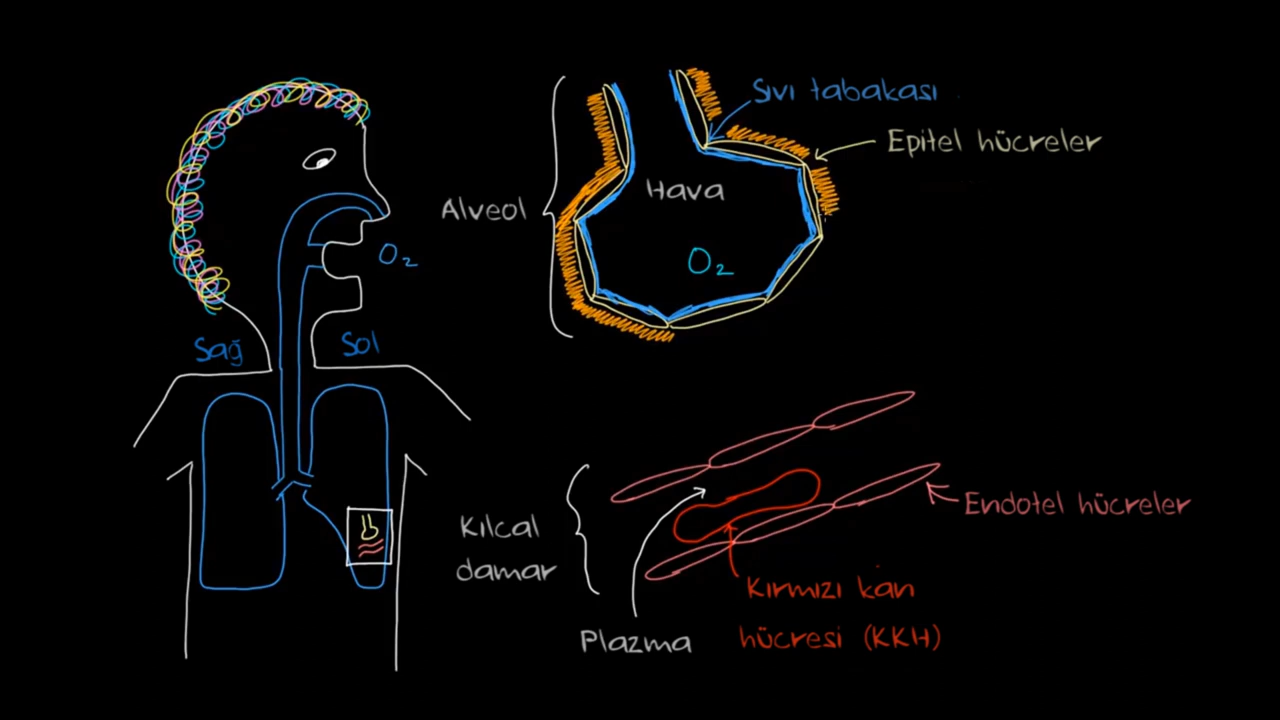 Sıvı tabakası
Epitel hücreler
Hava
Alveol
O₂
O₂
Sağ
Sol
Endotel hücreler
Kılcal
damar
Kırmızı kan
hücresi (KKH)
Plazma